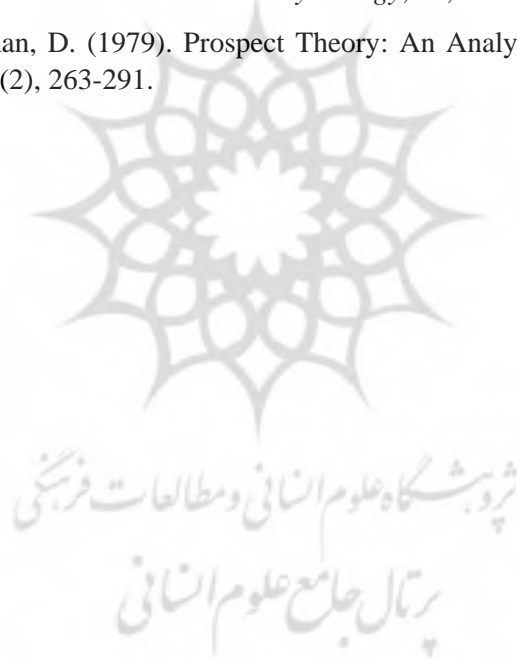 an, D. (1979). Prospect Theory: An Analy
(2), 263-291.
پژوهشگاه علوم انسانی و مطالعات فرهنگی
پرتال جامع علوم انسانی